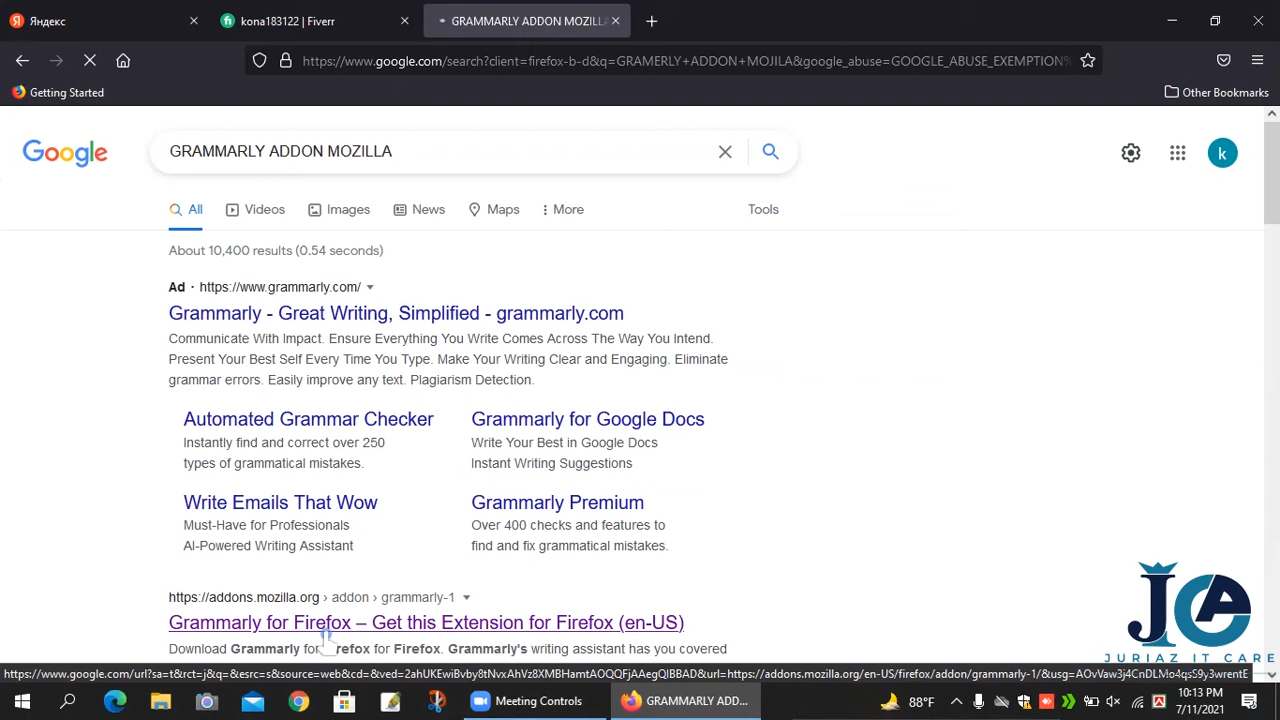 Яндекс
kona183122 | Fiverr
GRAMMARLY ADDON MOZILLA
https://www.google.com/search?client=firefox-b-d&q=GRAMERLY+ADDON+MOJILA&google_abuse=GOOGLE_ABUSE_EXEMPTION%
Getting Started
Other Bookmarks
Google
GRAMMARLY ADDON MOZILLA
k
All
Videos
Images
News
Maps
More
Tools
About 10,400 results (0.54 seconds)
Ad · https://www.grammarly.com/
Grammarly - Great Writing, Simplified - grammarly.com
Communicate With Impact. Ensure Everything You Write Comes Across The Way You Intend.
Present Your Best Self Every Time You Type. Make Your Writing Clear and Engaging. Eliminate
grammar errors. Easily improve any text. Plagiarism Detection.
Automated Grammar Checker
Instantly find and correct over 250
types of grammatical mistakes.
Grammarly for Google Docs
Write Your Best in Google Docs
Instant Writing Suggestions
Write Emails That Wow
Must-Have for Professionals
AI-Powered Writing Assistant
Grammarly Premium
Over 400 checks and features to
find and fix grammatical mistakes.
https://addons.mozilla.org › addon › grammarly-1
Grammarly for Firefox – Get this Extension for Firefox (en-US)
Download Grammarly for Firefox for Firefox. Grammarly's writing assistant has you covered
JURIAZ IT CARE
Meeting Controls
GRAMMARLY ADD...
88°F
10:13 PM
7/11/2021